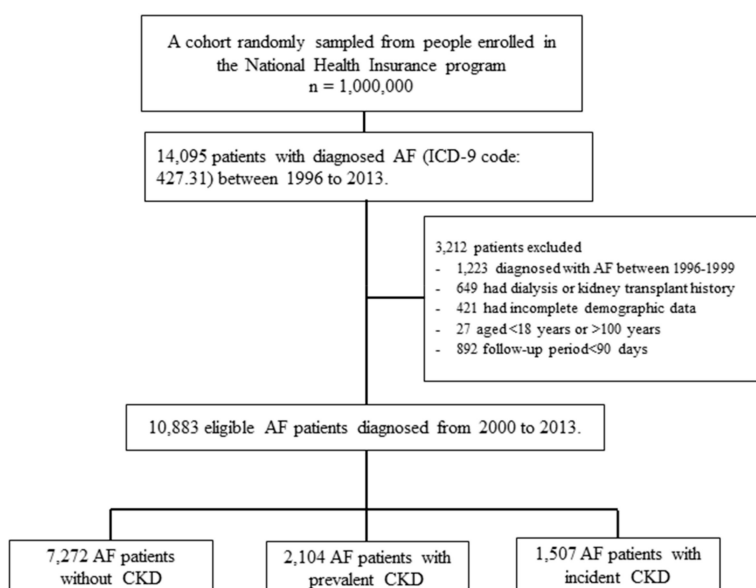 A cohort randomly sampled from people enrolled in
the National Health Insurance program
n = 1,000,000
14,095 patients with diagnosed AF (ICD-9 code:
427.31) between 1996 to 2013.
3,212 patients excluded
- 1,223 diagnosed with AF between 1996-1999
- 649 had dialysis or kidney transplant history
- 421 had incomplete demographic data
- 27 aged <18 years or >100 years
- 892 follow-up period<90 days
10,883 eligible AF patients diagnosed from 2000 to 2013.
7,272 AF patients
without CKD
2,104 AF patients with
prevalent CKD
1,507 AF patients with
incident CKD